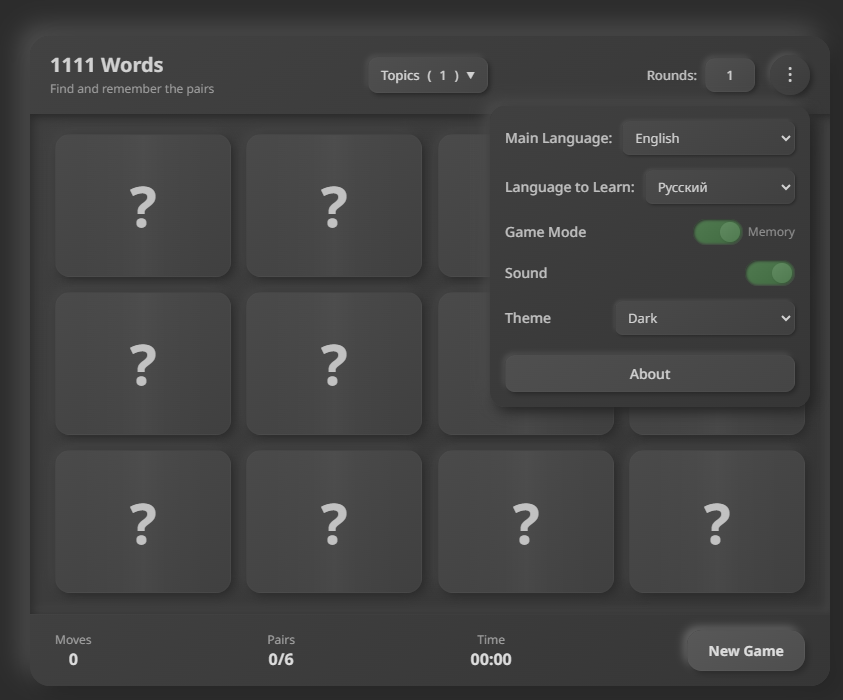 1111 Words
Find and remember the pairs
Topics ( 1 ) ▼
Rounds: 1
Main Language: English
Language to Learn: Русский
Game Mode Memory
Sound
Theme Dark
About
? ?
? ?
? ? ? ?
Moves
0
Pairs
0/6
Time
00:00
New Game